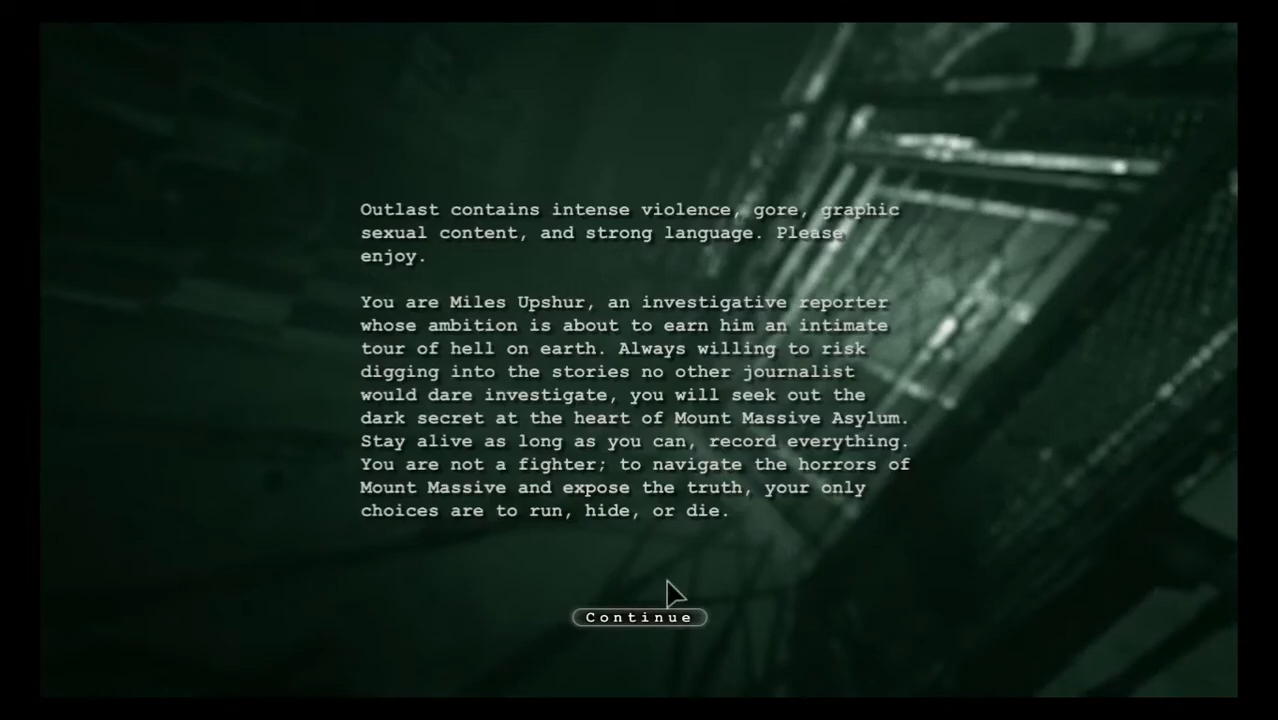 Outlast contains intense violence, gore, graphic
sexual content, and strong language. Please
enjoy.
You are Miles Upshur, an investigative reporter
whose ambition is about to earn him an intimate
tour of hell on earth. Always willing to risk
digging into the stories no other journalist
would dare investigate, you will seek out the
dark secret at the heart of Mount Massive Asylum.
Stay alive as long as you can, record everything.
You are not a fighter; to navigate the horrors of
Mount Massive and expose the truth, your only
choices are to run, hide, or die.
Continue